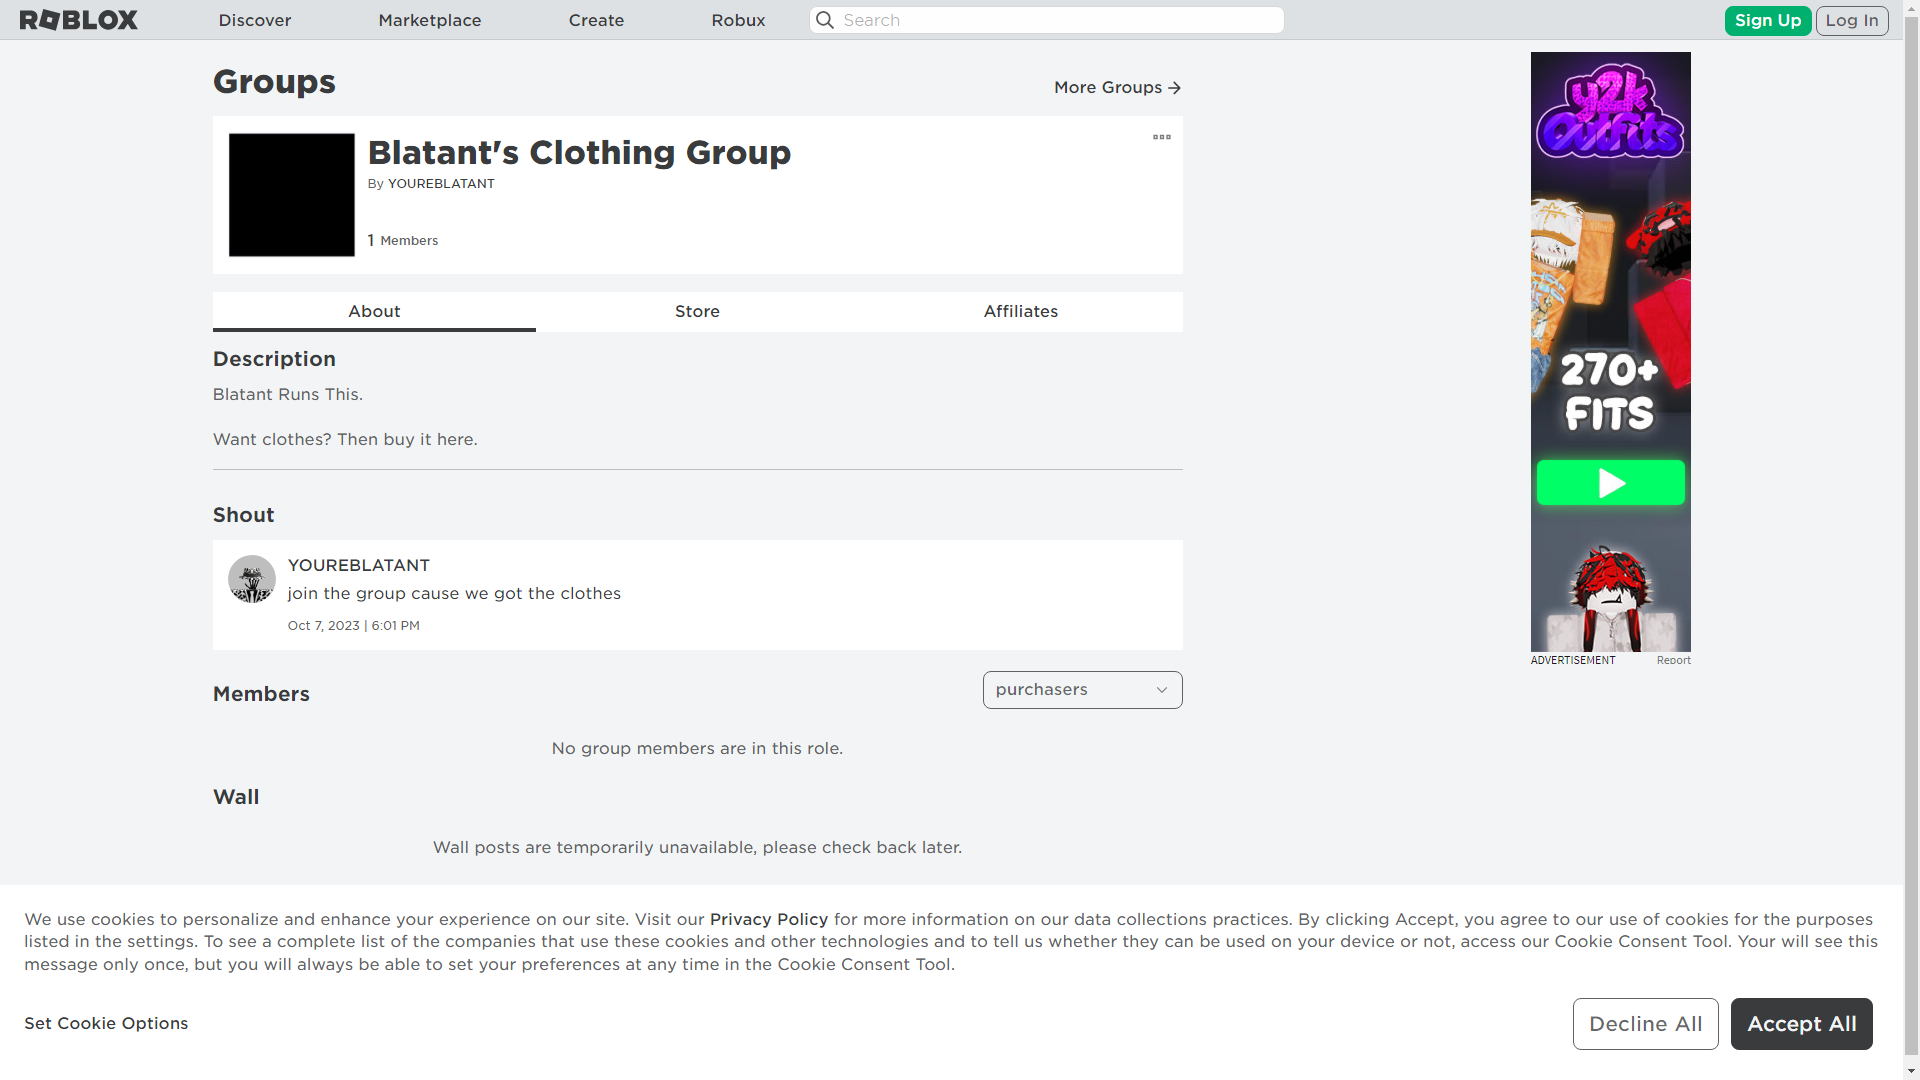 ROBLOX
Discover
Marketplace
Create
Robux
Search
Sign Up
Log In
Groups
More Groups
Blatant's Clothing Group
By YOUREBLATANT
1 Members
About
Store
Affiliates
Description
Blatant Runs This.
Want clothes? Then buy it here.
Shout
YOUREBLATANT
join the group cause we got the clothes
Oct 7, 2023 | 6:01 PM
Members
purchasers
No group members are in this role.
Wall
Wall posts are temporarily unavailable, please check back later.
y2k
Outfits
270+
FITS
ADVERTISEMENT
Report
We use cookies to personalize and enhance your experience on our site. Visit our Privacy Policy for more information on our data collections practices. By clicking Accept, you agree to our use of cookies for the purposes
listed in the settings. To see a complete list of the companies that use these cookies and other technologies and to tell us whether they can be used on your device or not, access our Cookie Consent Tool. Your will see this
message only once, but you will always be able to set your preferences at any time in the Cookie Consent Tool.
Set Cookie Options
Decline All
Accept All